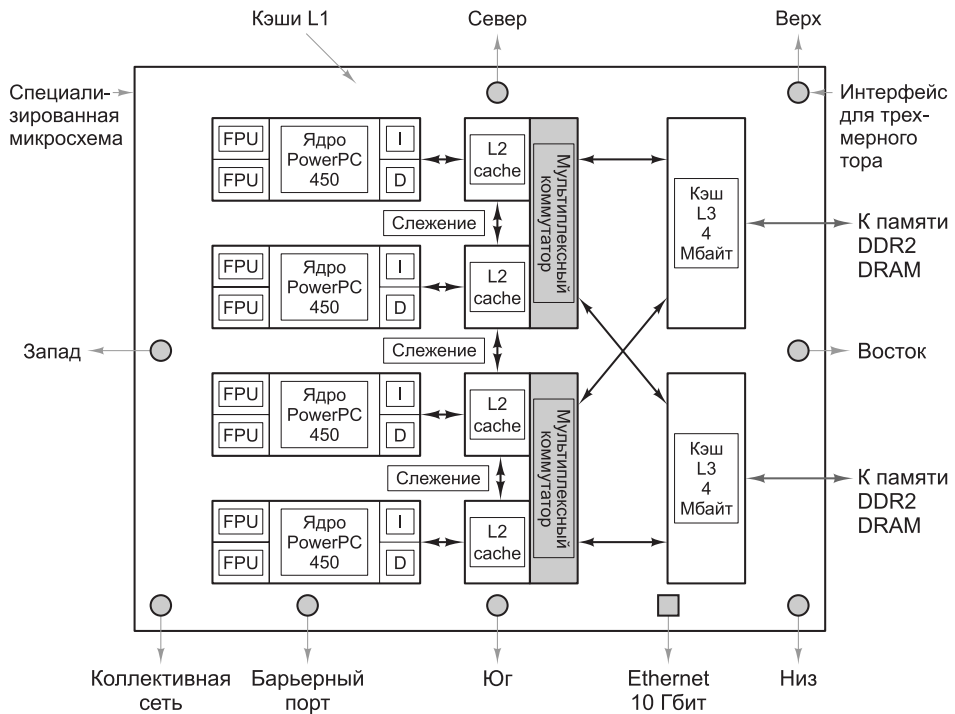 Кэши L1
Север
Верх
Специали-
зированная
микросхема
Интерфейс
для трех-
мерного
тора
FPU
FPU
Ядро
PowerPC
450
I
D
L2
cache
Мультиплексный
коммутатор
Кэш
L3
4
Мбайт
К памяти
DDR2
DRAM
Слежение
FPU
FPU
Ядро
PowerPC
450
I
D
L2
cache
Запад
Слежение
Восток
FPU
FPU
Ядро
PowerPC
450
I
D
L2
cache
Мультиплексный
коммутатор
Кэш
L3
4
Мбайт
К памяти
DDR2
DRAM
Слежение
FPU
FPU
Ядро
PowerPC
450
I
D
L2
cache
Коллективная
сеть
Барьерный
порт
Юг
Ethernet
10 Гбит
Низ